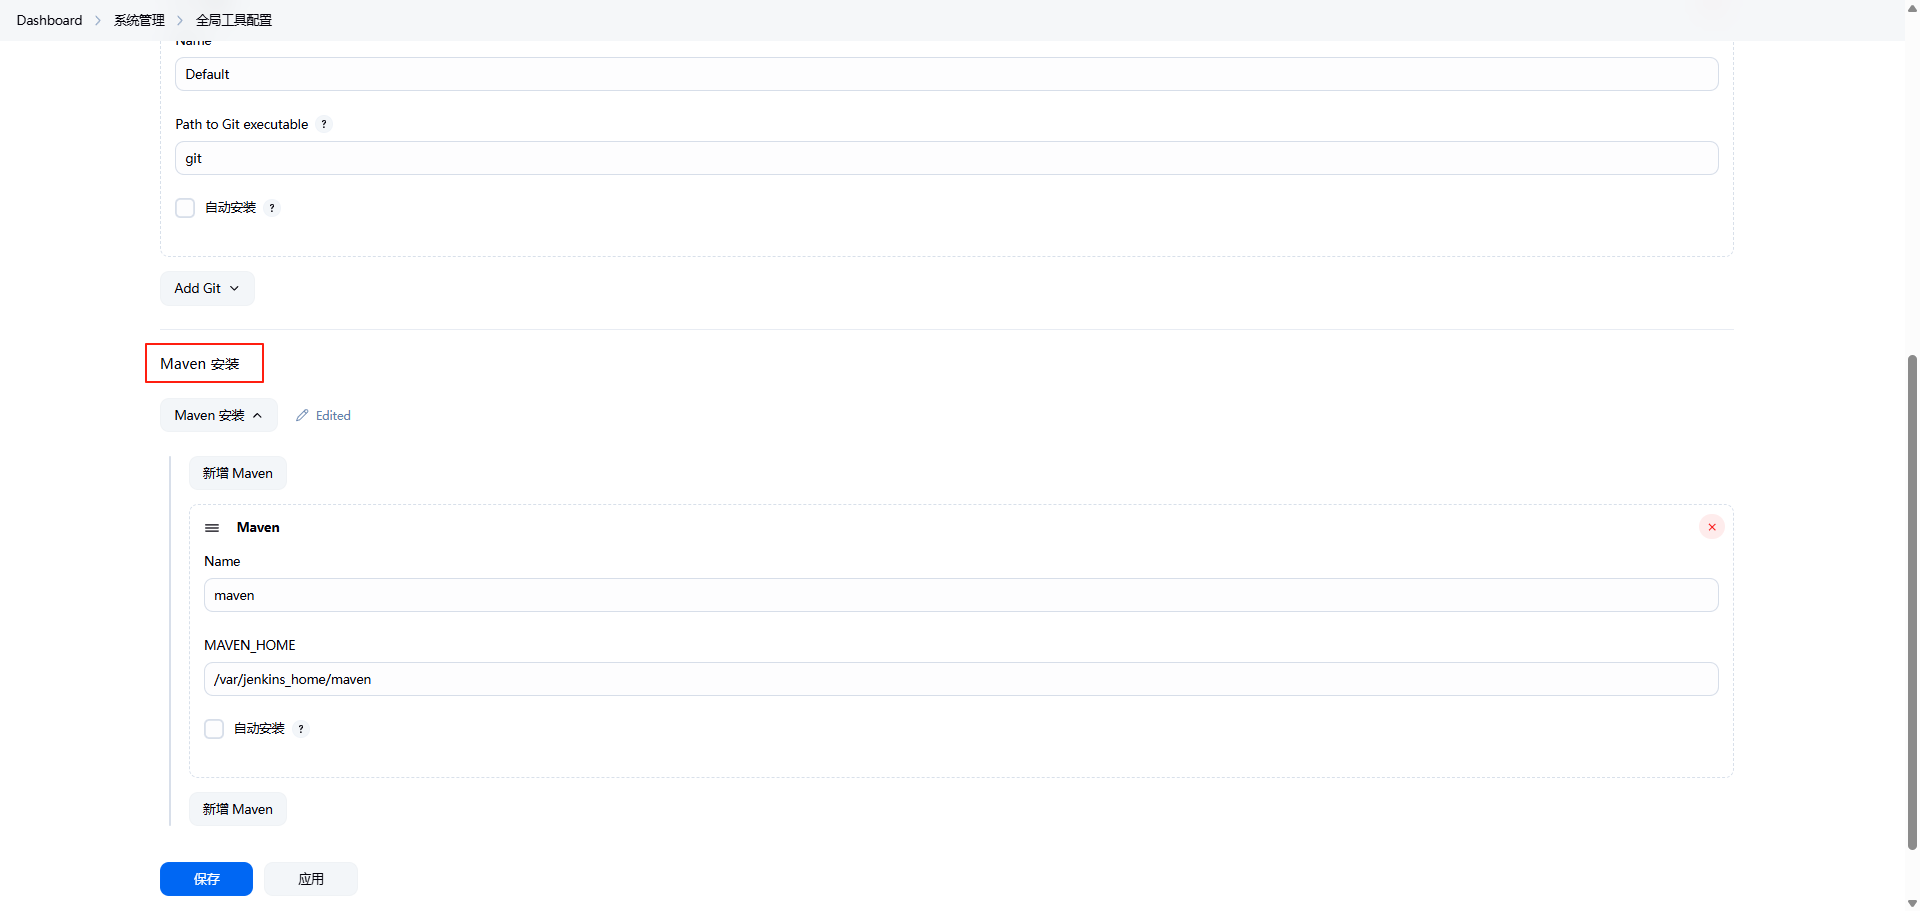 Dashboard 系统管理 全局工具配置
Name
Default
Path to Git executable ?
git
自动安装 ?
Add Git
Maven 安装
Maven 安装 Edited
新增 Maven
Maven
Name
maven
MAVEN_HOME
/var/jenkins_home/maven
自动安装 ?
新增 Maven
保存 应用